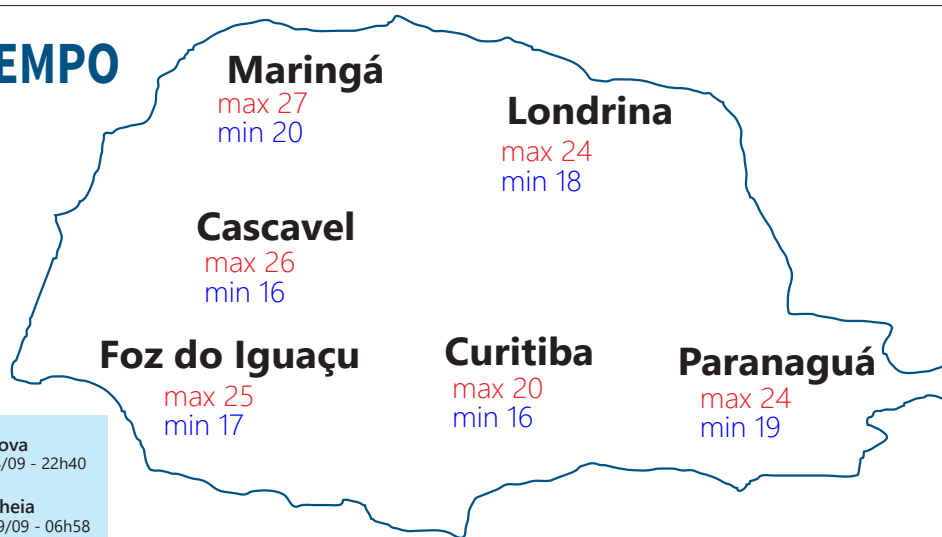 EMPO
Maringá
max 27
min 20
Londrina
max 24
min 18
Cascavel
max 26
min 16
Foz do Iguaçu
max 25
min 17
Curitiba
max 20
min 16
Paranaguá
max 24
min 19
ova
/09 - 22h40
heia
9/09 - 06h58